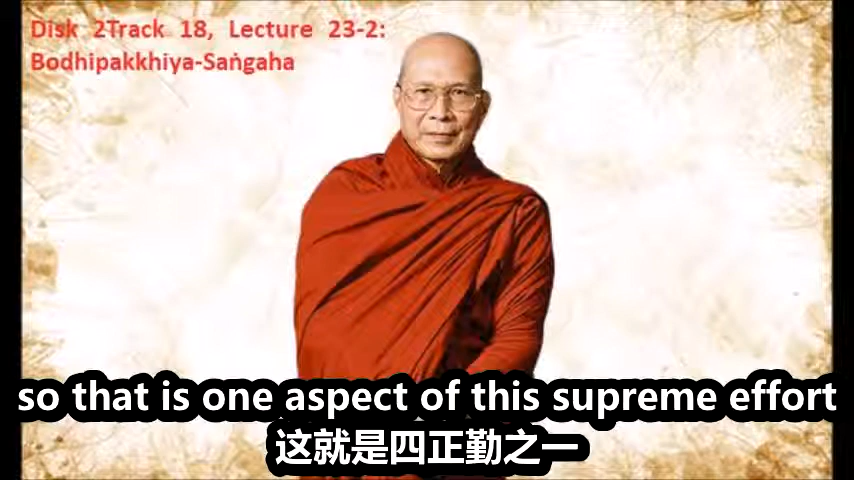 Disk 2Track 18, Lecture 23-2:
Bodhipakkhiya-Saṅgaha
so that is one aspect of this supreme effort
这就是四正勤之一